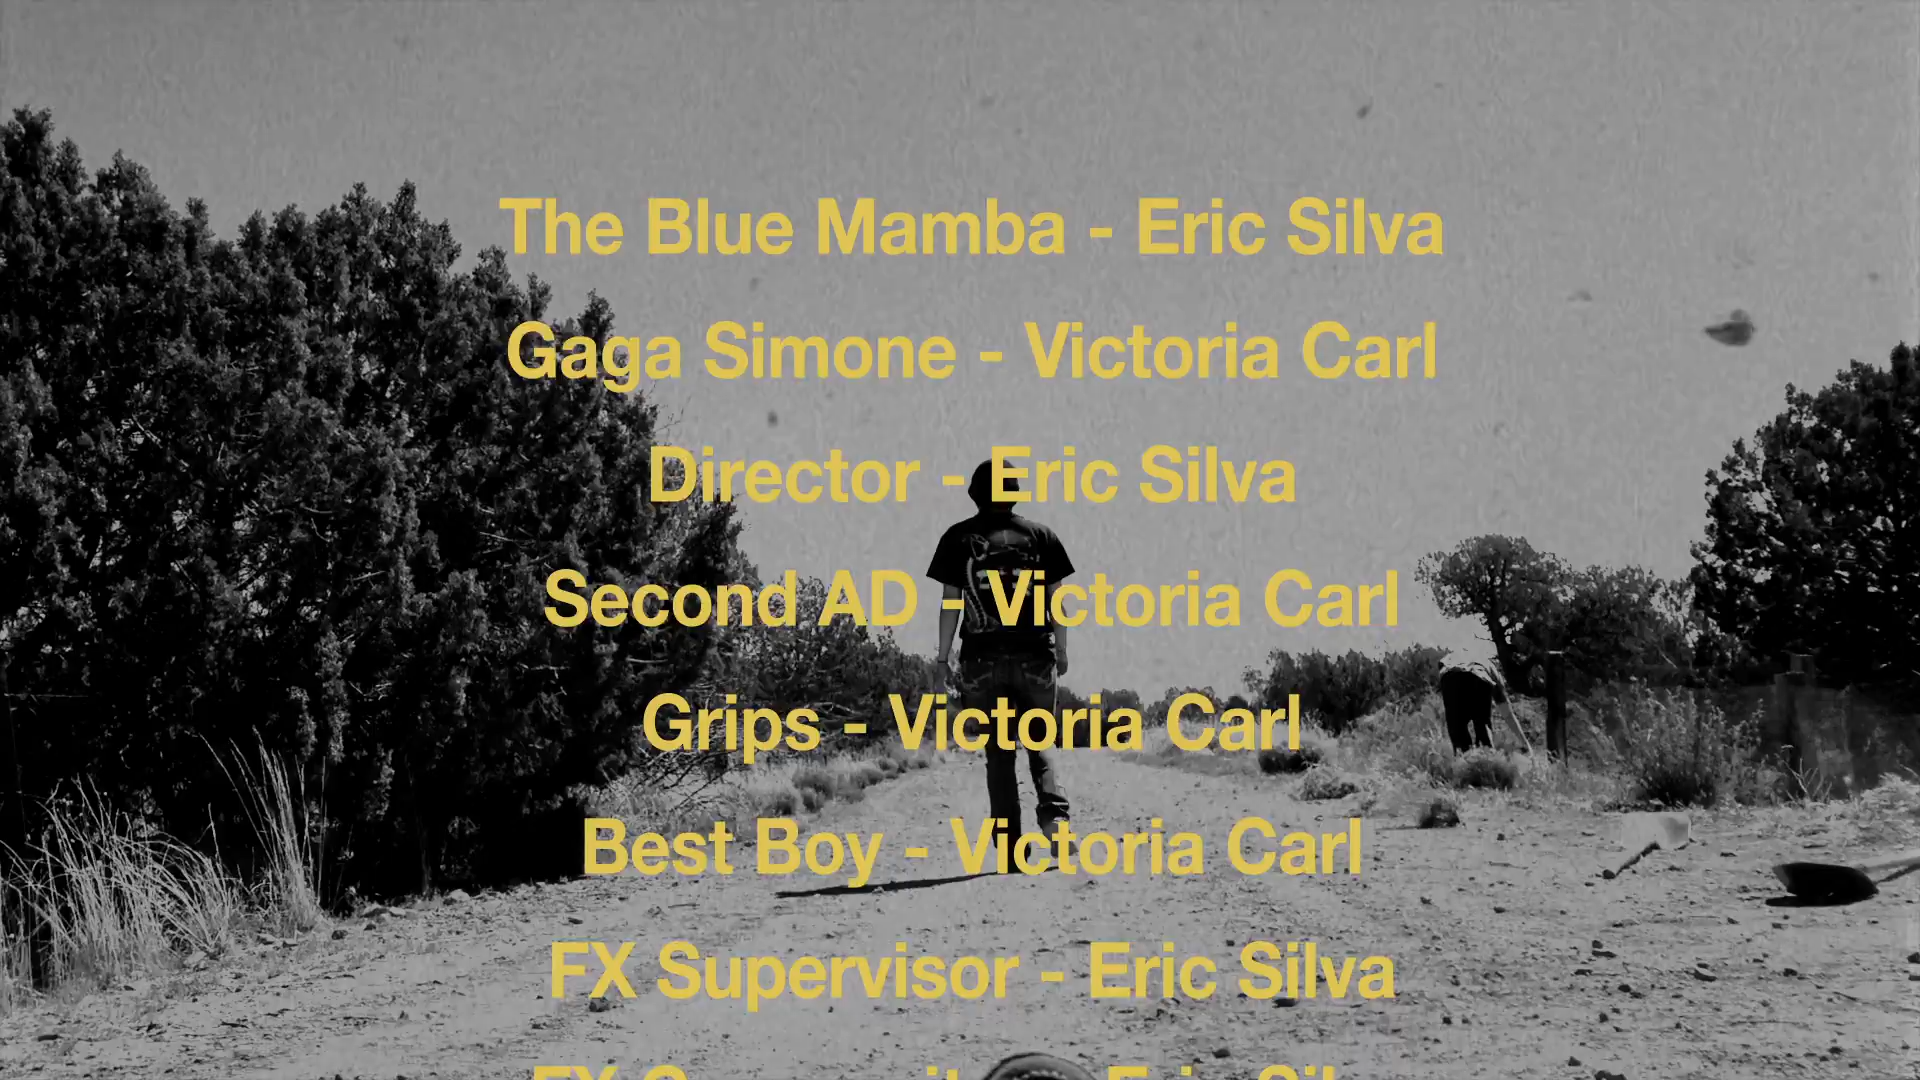 The Blue Mamba - Eric Silva
Gaga Simone - Victoria Carl
Director - Eric Silva
Second AD - Victoria Carl
Grips - Victoria Carl
Best Boy - Victoria Carl
FX Supervisor - Eric Silva